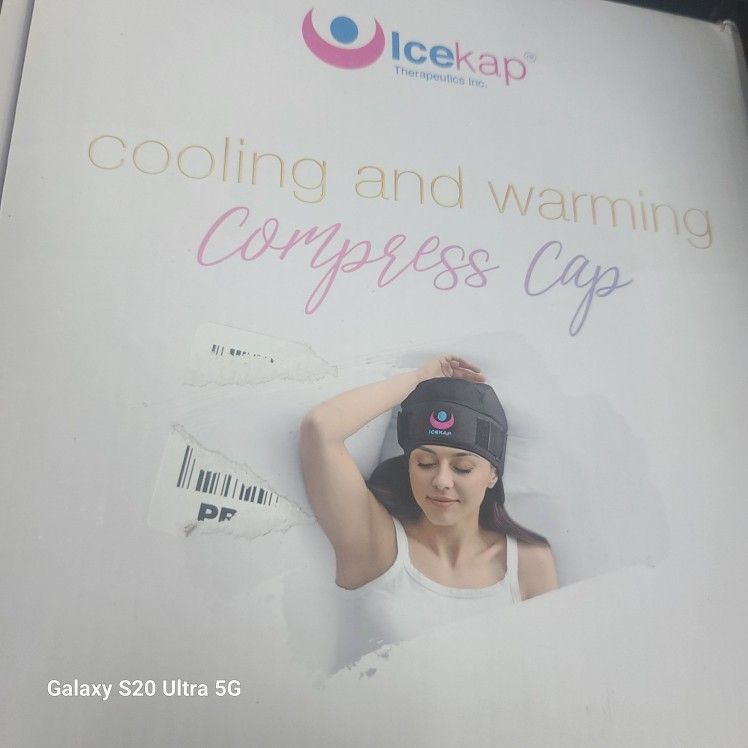 Icekap
Therapeutics Inc.
cooling and warming
compress cap
ICEKAP
Galaxy S20 Ultra 5G